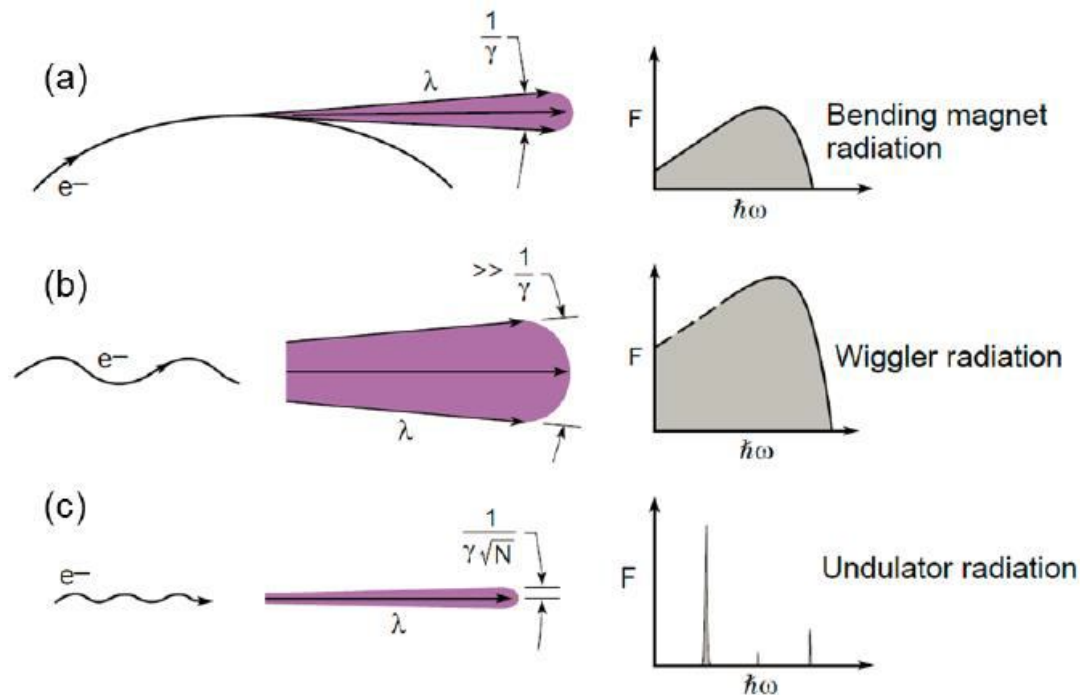 (a)
1
γ
λ
e–
F
ħω
Bending magnet
radiation
(b)
>> 1
γ
e–
λ
F
ħω
Wiggler radiation
(c)
1
γ√N
e–
λ
F
ħω
Undulator radiation